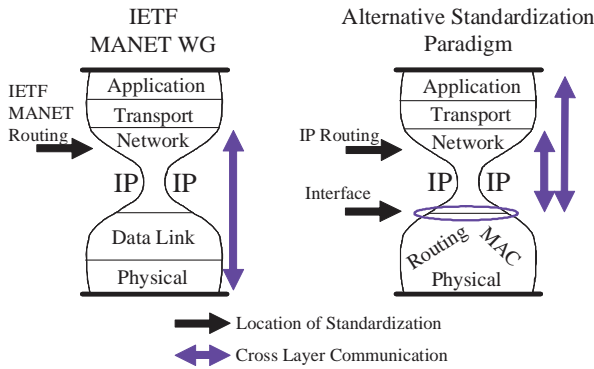 IETF
MANET WG
Application
Transport
Network
IETF
MANET
Routing
IP IP
Data Link
Physical
Alternative Standardization
Paradigm
Application
Transport
Network
IP Routing
IP IP
Interface
Routing
MAC
Physical
Location of Standardization
Cross Layer Communication